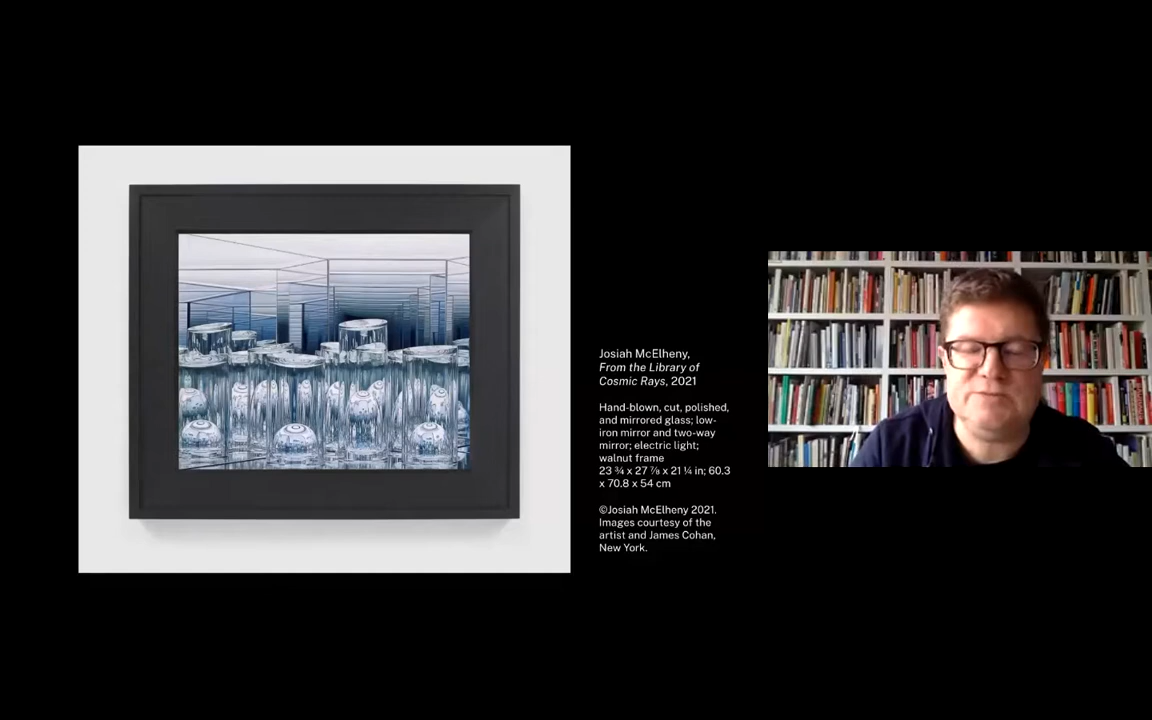 Josiah McElheny,
From the Library of
Cosmic Rays, 2021
Hand-blown, cut, polished,
and mirrored glass; low-
iron mirror and two-way
mirror; electric light;
walnut frame
23 ¾ x 27 ⅞ x 21 ¼ in; 60.3
x 70.8 x 54 cm
©Josiah McElheny 2021.
Images courtesy of the
artist and James Cohan,
New York.